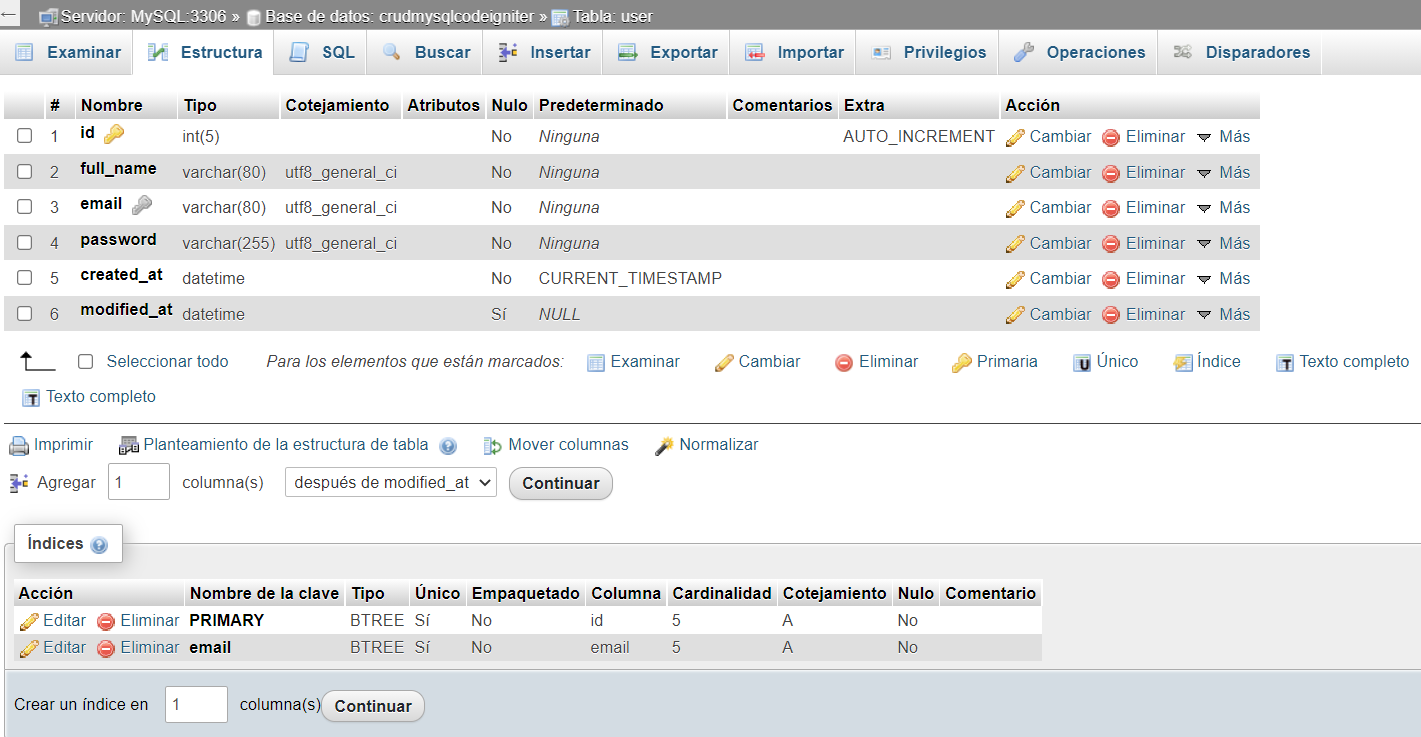 ← Servidor: MySQL:3306 » Base de datos: crudmysqlcodeigniter » Tabla: user
Examinar Estructura SQL Buscar Insertar Exportar Importar Privilegios Operaciones Disparadores
# Nombre Tipo Cotejamiento Atributos Nulo Predeterminado Comentarios Extra Acción
1 id int(5) No Ninguna AUTO_INCREMENT Cambiar Eliminar Más
2 full_name varchar(80) utf8_general_ci No Ninguna Cambiar Eliminar Más
3 email varchar(80) utf8_general_ci No Ninguna Cambiar Eliminar Más
4 password varchar(255) utf8_general_ci No Ninguna Cambiar Eliminar Más
5 created_at datetime No CURRENT_TIMESTAMP Cambiar Eliminar Más
6 modified_at datetime Sí NULL Cambiar Eliminar Más
Seleccionar todo Para los elementos que están marcados: Examinar Cambiar Eliminar Primaria Único Índice Texto completo
Texto completo
Imprimir Planteamiento de la estructura de tabla Mover columnas Normalizar
Agregar 1 columna(s) después de modified_at Continuar
Índices
Acción Nombre de la clave Tipo Único Empaquetado Columna Cardinalidad Cotejamiento Nulo Comentario
Editar Eliminar PRIMARY BTREE Sí No id 5 A No
Editar Eliminar email BTREE Sí No email 5 A No
Crear un índice en 1 columna(s) Continuar